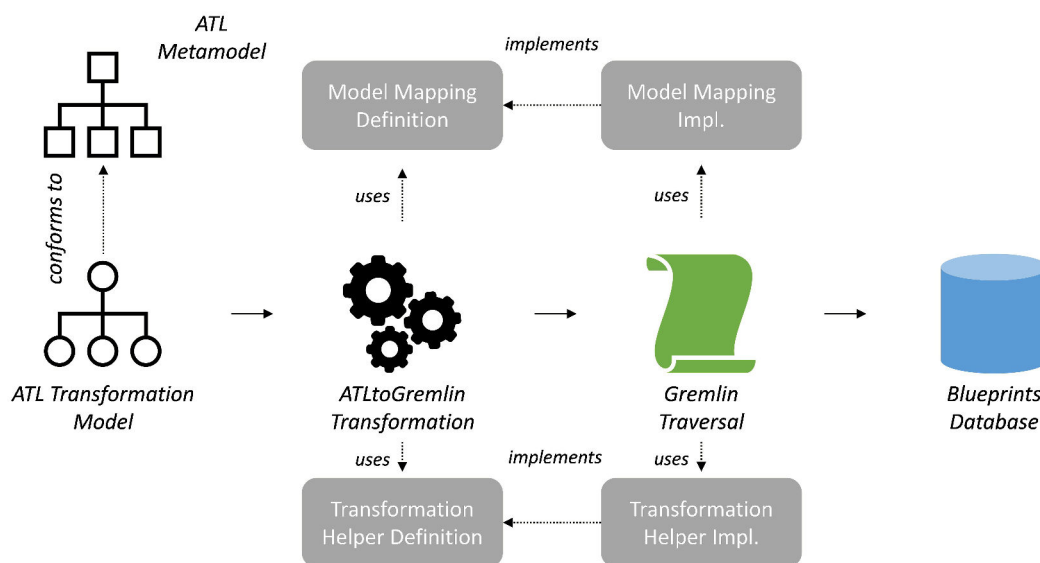 ATL
Metamodel
implements
Model Mapping
Definition
Model Mapping
Impl.
conforms to
uses
uses
ATL Transformation
Model
ATLtoGremlin
Transformation
Gremlin
Traversal
Blueprints
Database
uses
implements
uses
Transformation
Helper Definition
Transformation
Helper Impl.